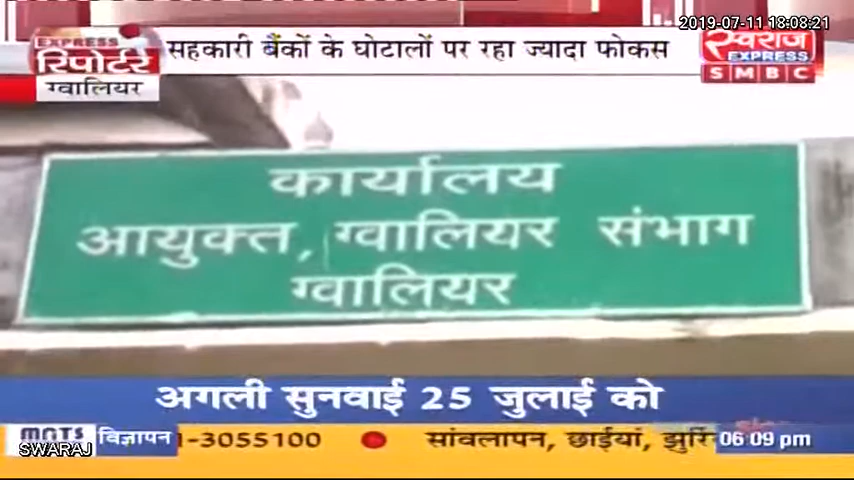 2019-07-11 18:08:21
EXPRESS
रिपोर्टर
ग्वालियर
सहकारी बैंकों के घोटालों पर रहा ज्यादा फोकस
स्वराज
EXPRESS
SMBC
कार्यालय
आयुक्त, ग्वालियर संभाग
ग्वालियर
अगली सुनवाई 25 जुलाई को
SWARAJ
विज्ञापन
1-3055100
सांवलापन, छाईयां,
06:09 pm